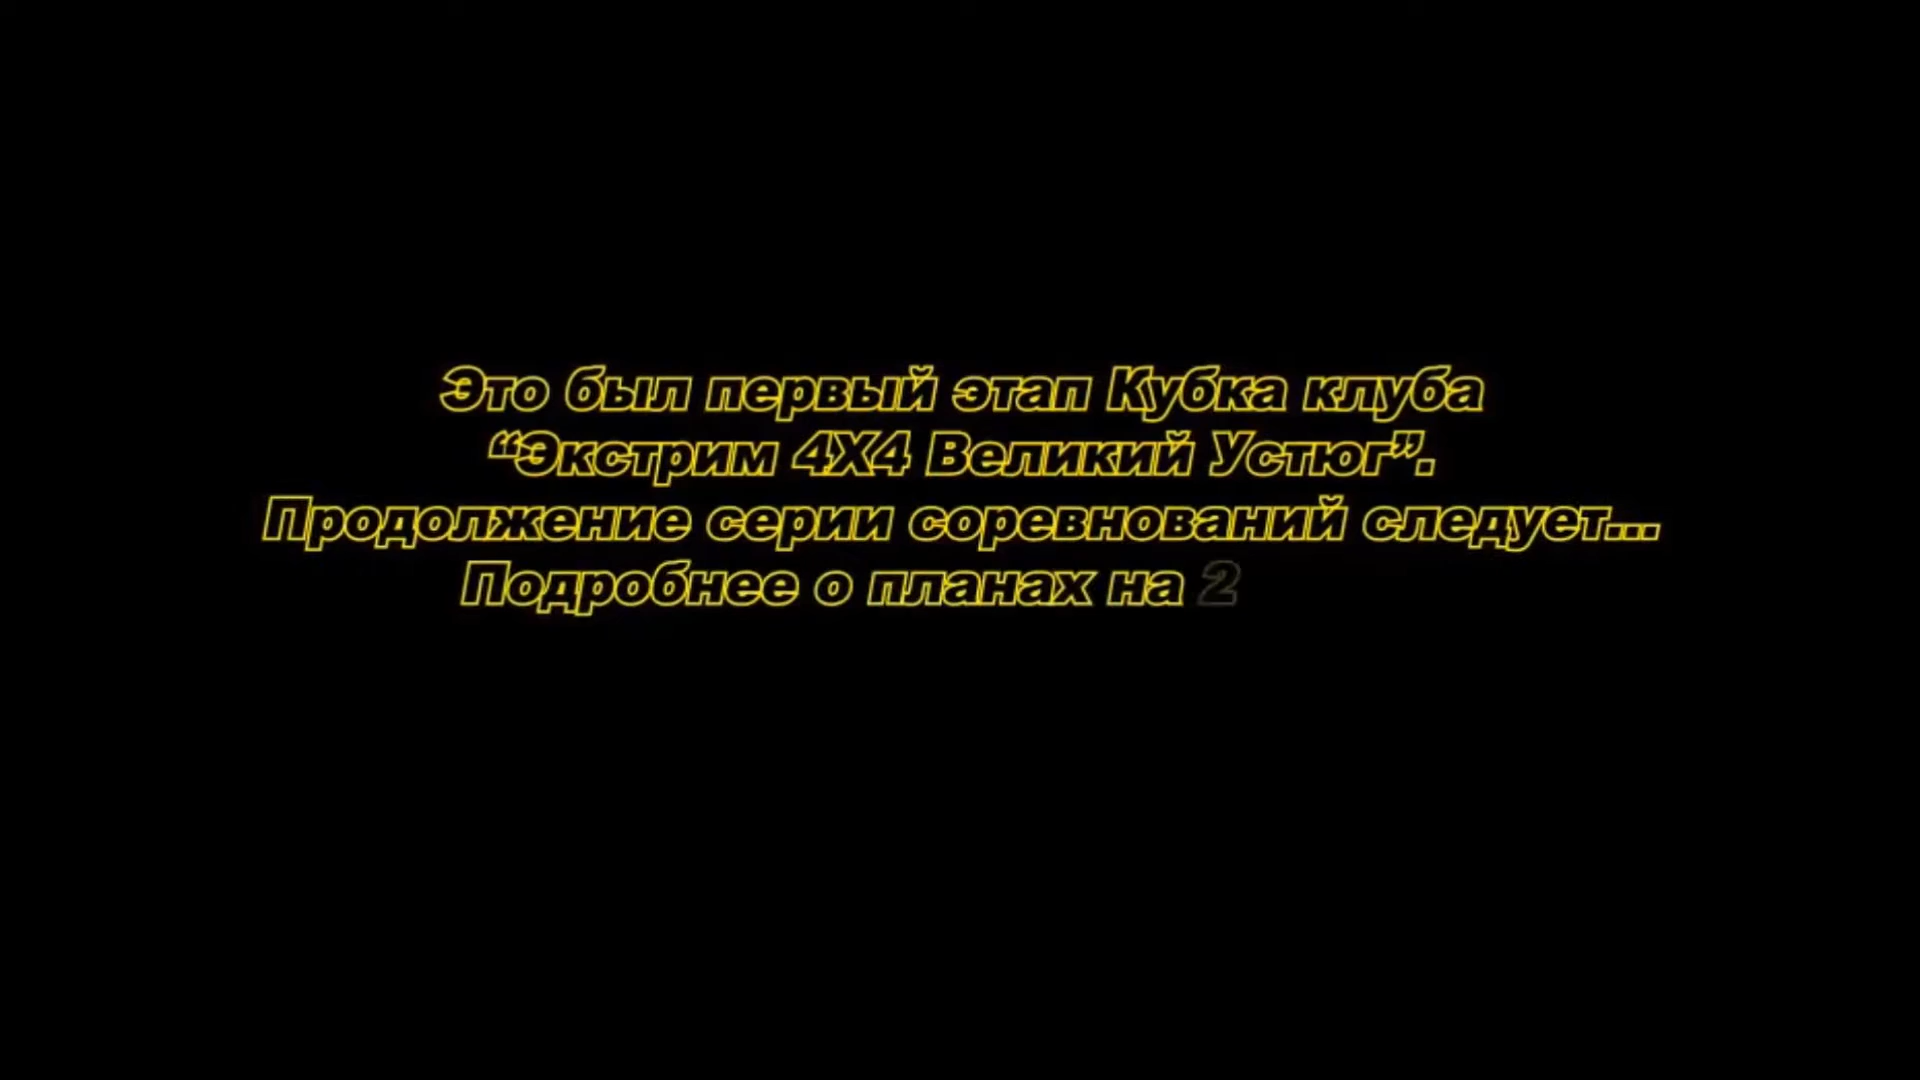 Это был первый этап Кубка клуба
“Экстрим 4Х4 Великий Устюг”.
Продолжение серии соревнований следует...
Подробнее о планах на 2